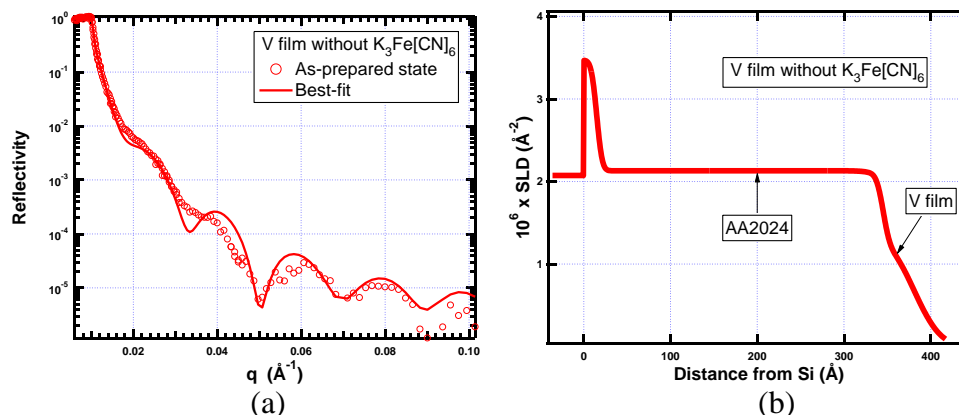 V film without K₃Fe[CN]₆
As-prepared state
Best-fit
10⁰
10⁻¹
10⁻²
10⁻³
10⁻⁴
10⁻⁵
Reflectivity
0.02
0.04
0.06
0.08
0.10
q (Å⁻¹)
(a)
V film without K₃Fe[CN]₆
4
3
2
1
10⁶ x SLD (Å⁻²)
AA2024
V film
0
100
200
300
400
Distance from Si (Å)
(b)